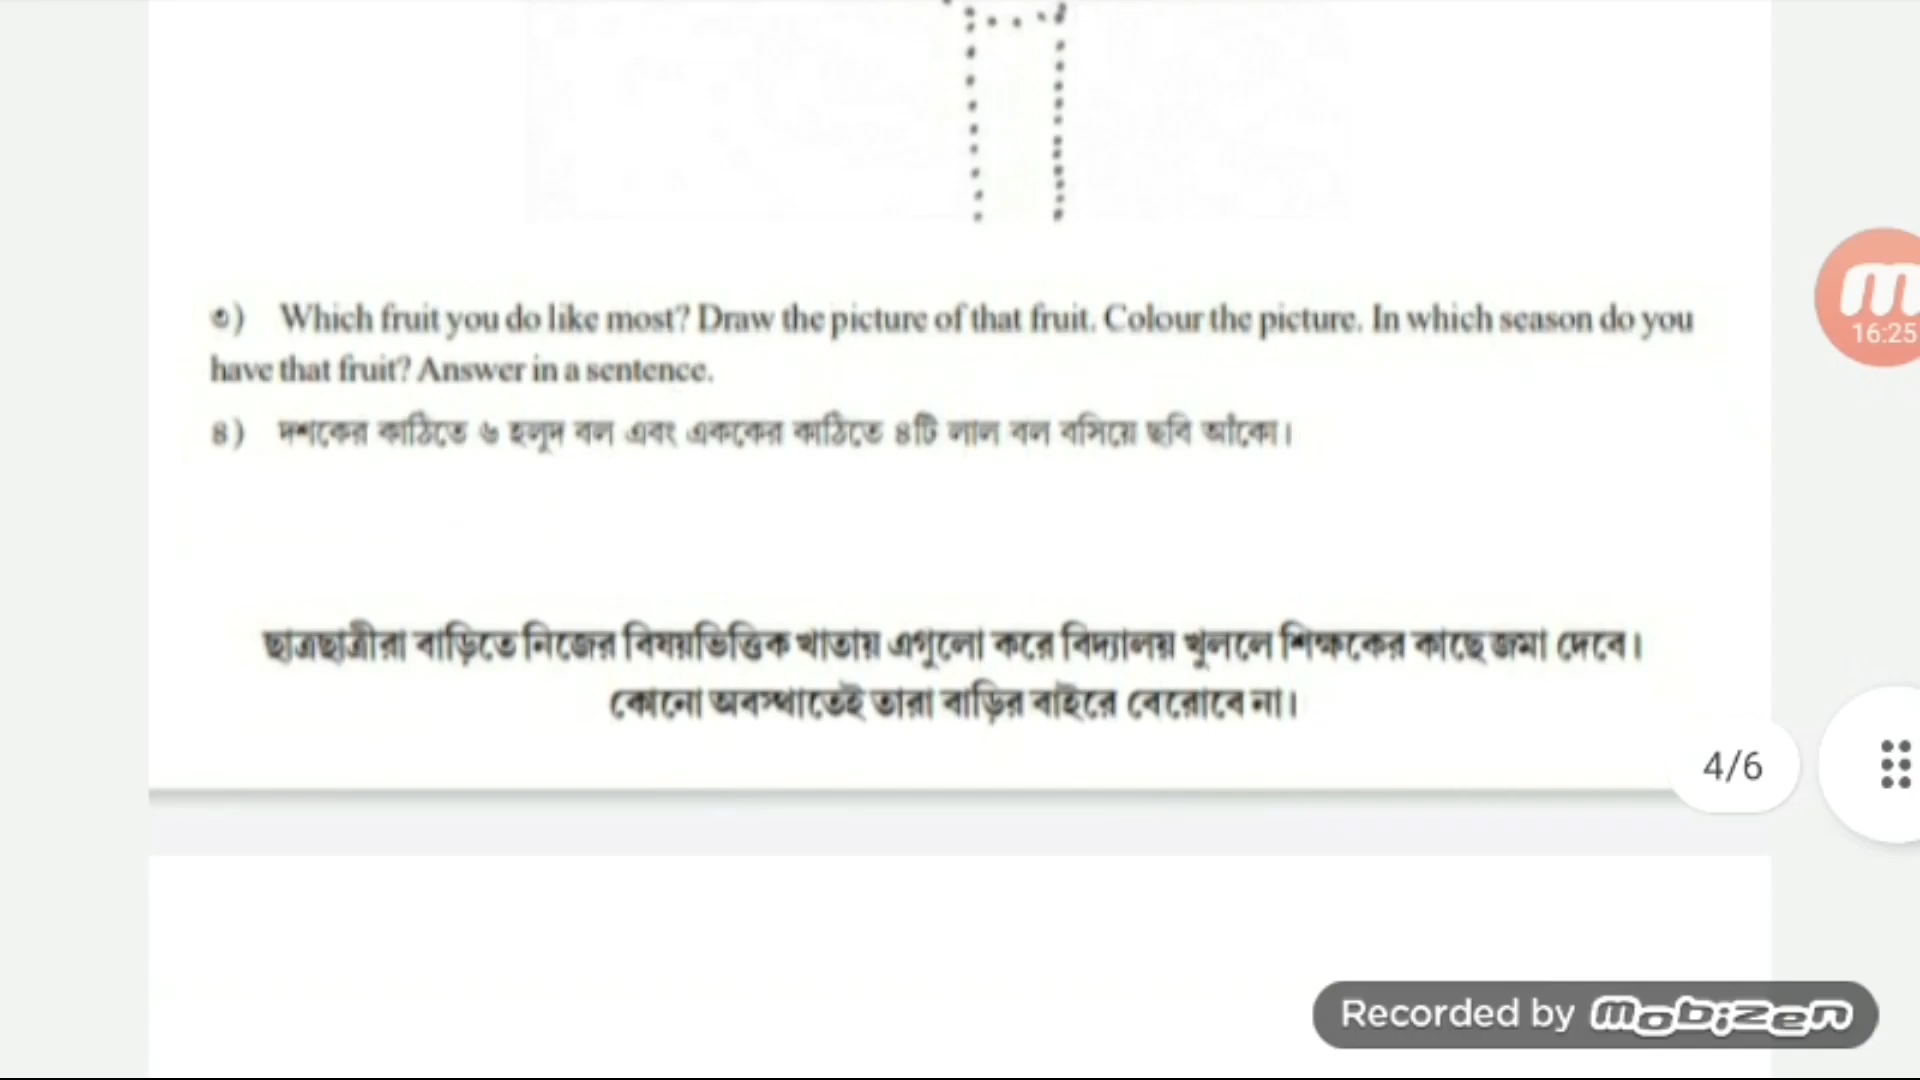 ৩) Which fruit you do like most? Draw the picture of that fruit. Colour the picture. In which season do you
have that fruit? Answer in a sentence.
৪) দশকের কাঠিতে ৬ হলুদ বল এবং এককের কাঠিতে ৪টি লাল বল বসিয়ে ছবি আঁকো।
ছাত্রছাত্রীরা বাড়িতে নিজের বিষয়ভিত্তিক খাতায় এগুলো করে বিদ্যালয় খুললে শিক্ষকের কাছে জমা দেবে।
কোনো অবস্থাতেই তারা বাড়ির বাইরে বেরোবে না।
16:25
4/6
Recorded by Mobizen